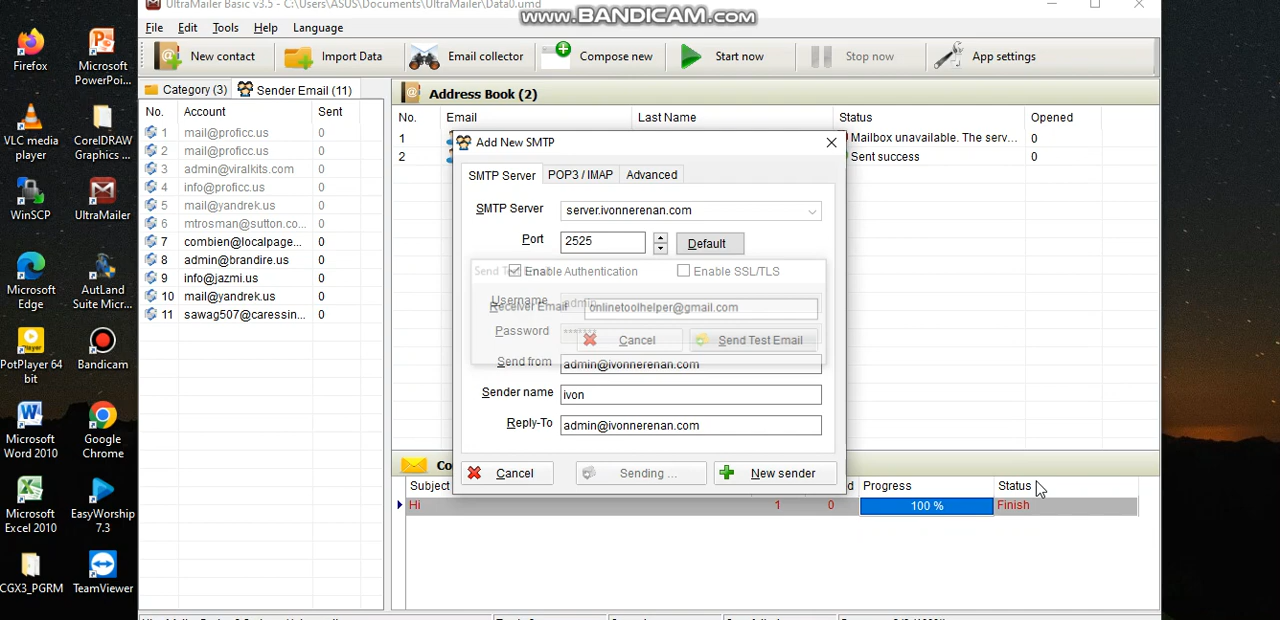 www.BANDICAM.com
UltraMailer Basic v3.5 - C:\Users\ASUS\Documents\UltraMailer\Data0.umd
File Edit Tools Help Language
New contact Import Data Email collector Compose new Start now Stop now App settings
Firefox
Microsoft PowerPoi...
VLC media player
CorelDRAW Graphics ...
WinSCP
UltraMailer
Microsoft Edge
AutLand Suite Micr...
PotPlayer 64 bit
Bandicam
Microsoft Word 2010
Google Chrome
Microsoft Excel 2010
EasyWorship 7.3
CGX3_PGRM
TeamViewer
Category (3) Sender Email (11)
No. Account Sent
1 mail@proficc.us 0
2 mail@proficc.us 0
3 admin@viralkits.com 0
4 info@proficc.us 0
5 mail@yandrek.us 0
6 mtrosman@sutton.co... 0
7 combien@localpage... 0
8 admin@brandire.us 0
9 info@jazmi.us 0
10 mail@yandrek.us 0
11 sawag507@caressin... 0
Address Book (2)
No. Email Last Name Status Opened
1 Mailbox unavailable. The serv... 0
2 Sent success 0
Add New SMTP
SMTP Server POP3 / IMAP Advanced
SMTP Server server.ivonnerenan.com
Port 2525 Default
Send Te
Enable Authentication Enable SSL/TLS
Username admin
Receiver Email onlinetoolhelper@gmail.com
Password *******
Cancel Send Test Email
Send from admin@ivonnerenan.com
Sender name ivon
Reply-To admin@ivonnerenan.com
Cancel Sending ... New sender
Co
Subject d Progress Status
Hi 1 0 100 % Finish